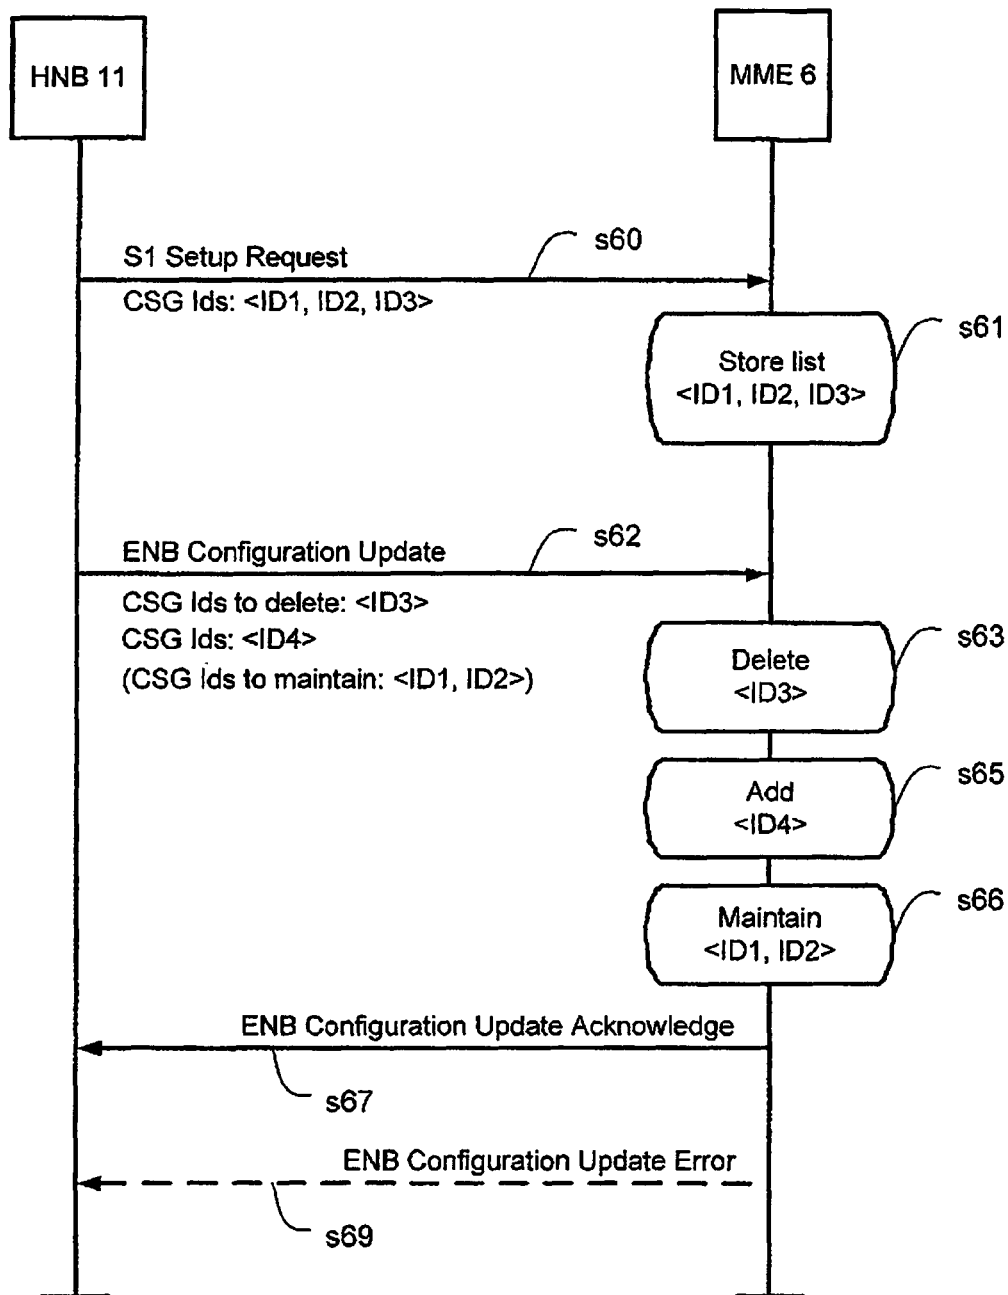 HNB 11
MME 6
s60
S1 Setup Request
CSG Ids: <ID1, ID2, ID3>
s61
Store list
<ID1, ID2, ID3>
s62
ENB Configuration Update
CSG Ids to delete: <ID3>
CSG Ids: <ID4>
(CSG Ids to maintain: <ID1, ID2>)
s63
Delete
<ID3>
s65
Add
<ID4>
s66
Maintain
<ID1, ID2>
ENB Configuration Update Acknowledge
s67
ENB Configuration Update Error
s69